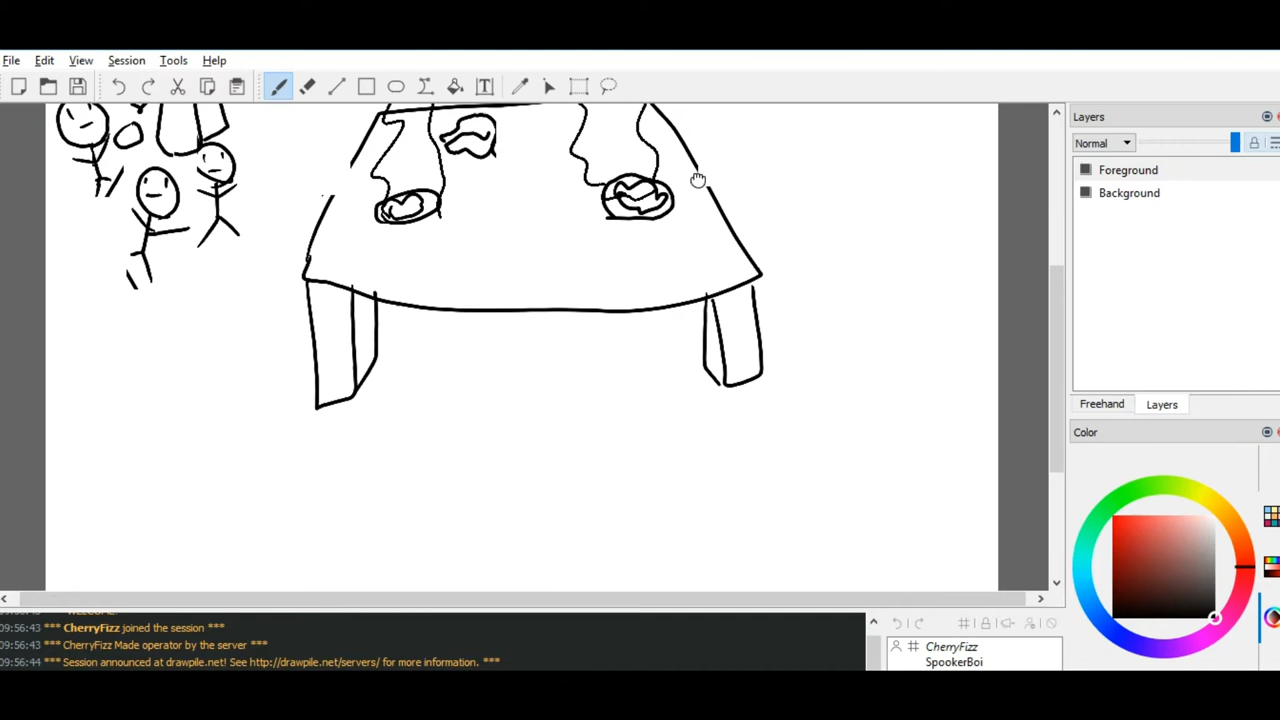 File Edit View Session Tools Help
Layers
Normal
Foreground
Background
Freehand Layers
Color
09:56:43 *** CherryFizz joined the session ***
09:56:43 *** CherryFizz Made operator by the server ***
09:56:44 *** Session announced at drawpile.net! See http://drawpile.net/servers/ for more information. ***
CherryFizz
SpookerBoi